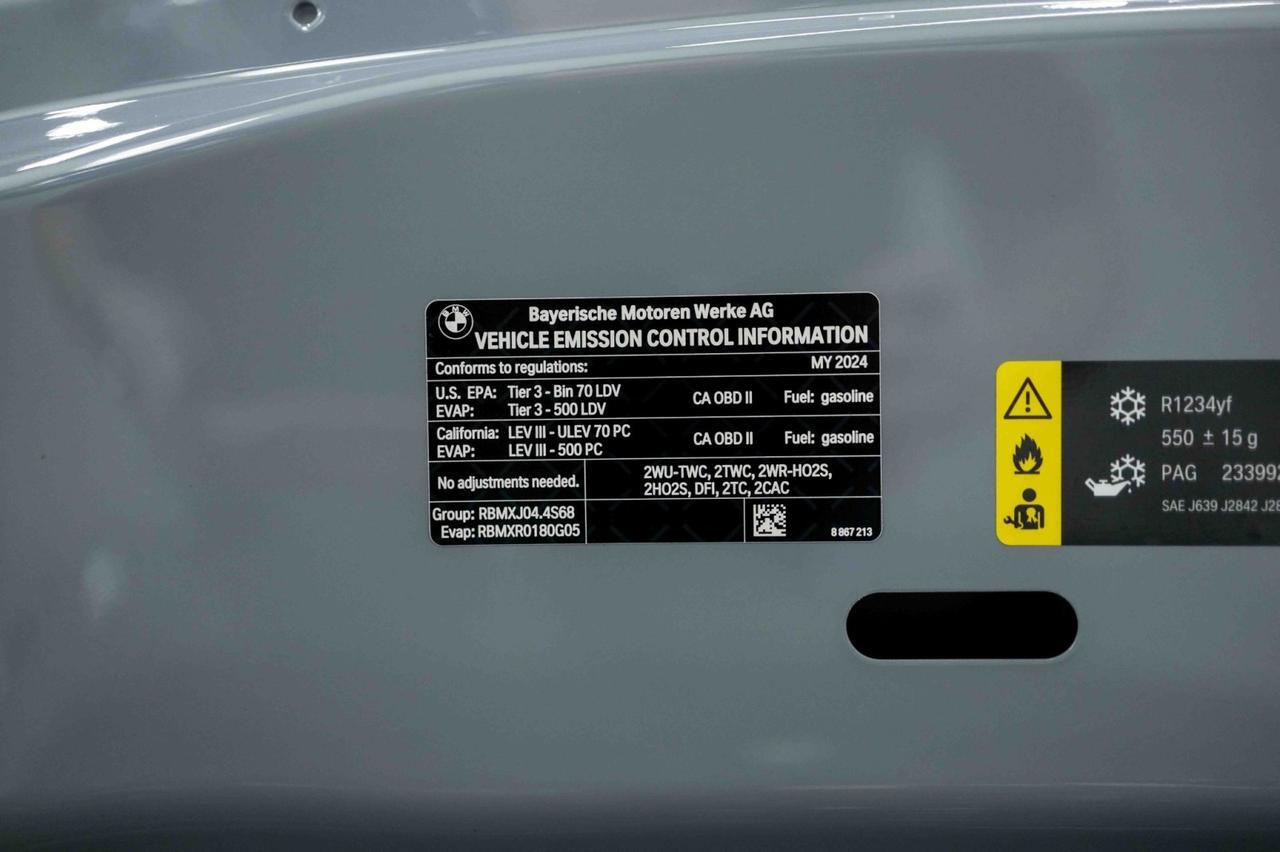 BMW
Bayerische Motoren Werke AG
VEHICLE EMISSION CONTROL INFORMATION
Conforms to regulations: MY 2024
U.S. EPA: Tier 3 - Bin 70 LDV CA OBD II Fuel: gasoline
EVAP: Tier 3 - 500 LDV
California: LEV III - ULEV 70 PC CA OBD II Fuel: gasoline
EVAP: LEV III - 500 PC
No adjustments needed. 2WU-TWC, 2TWC, 2WR-HO2S,
2HO2S, DFI, 2TC, 2CAC
Group: RBMXJ04.4S68
Evap: RBMXR0180G05 8 867 213
R1234yf
550 ± 15 g
PAG 233992
SAE J639 J2842 J28